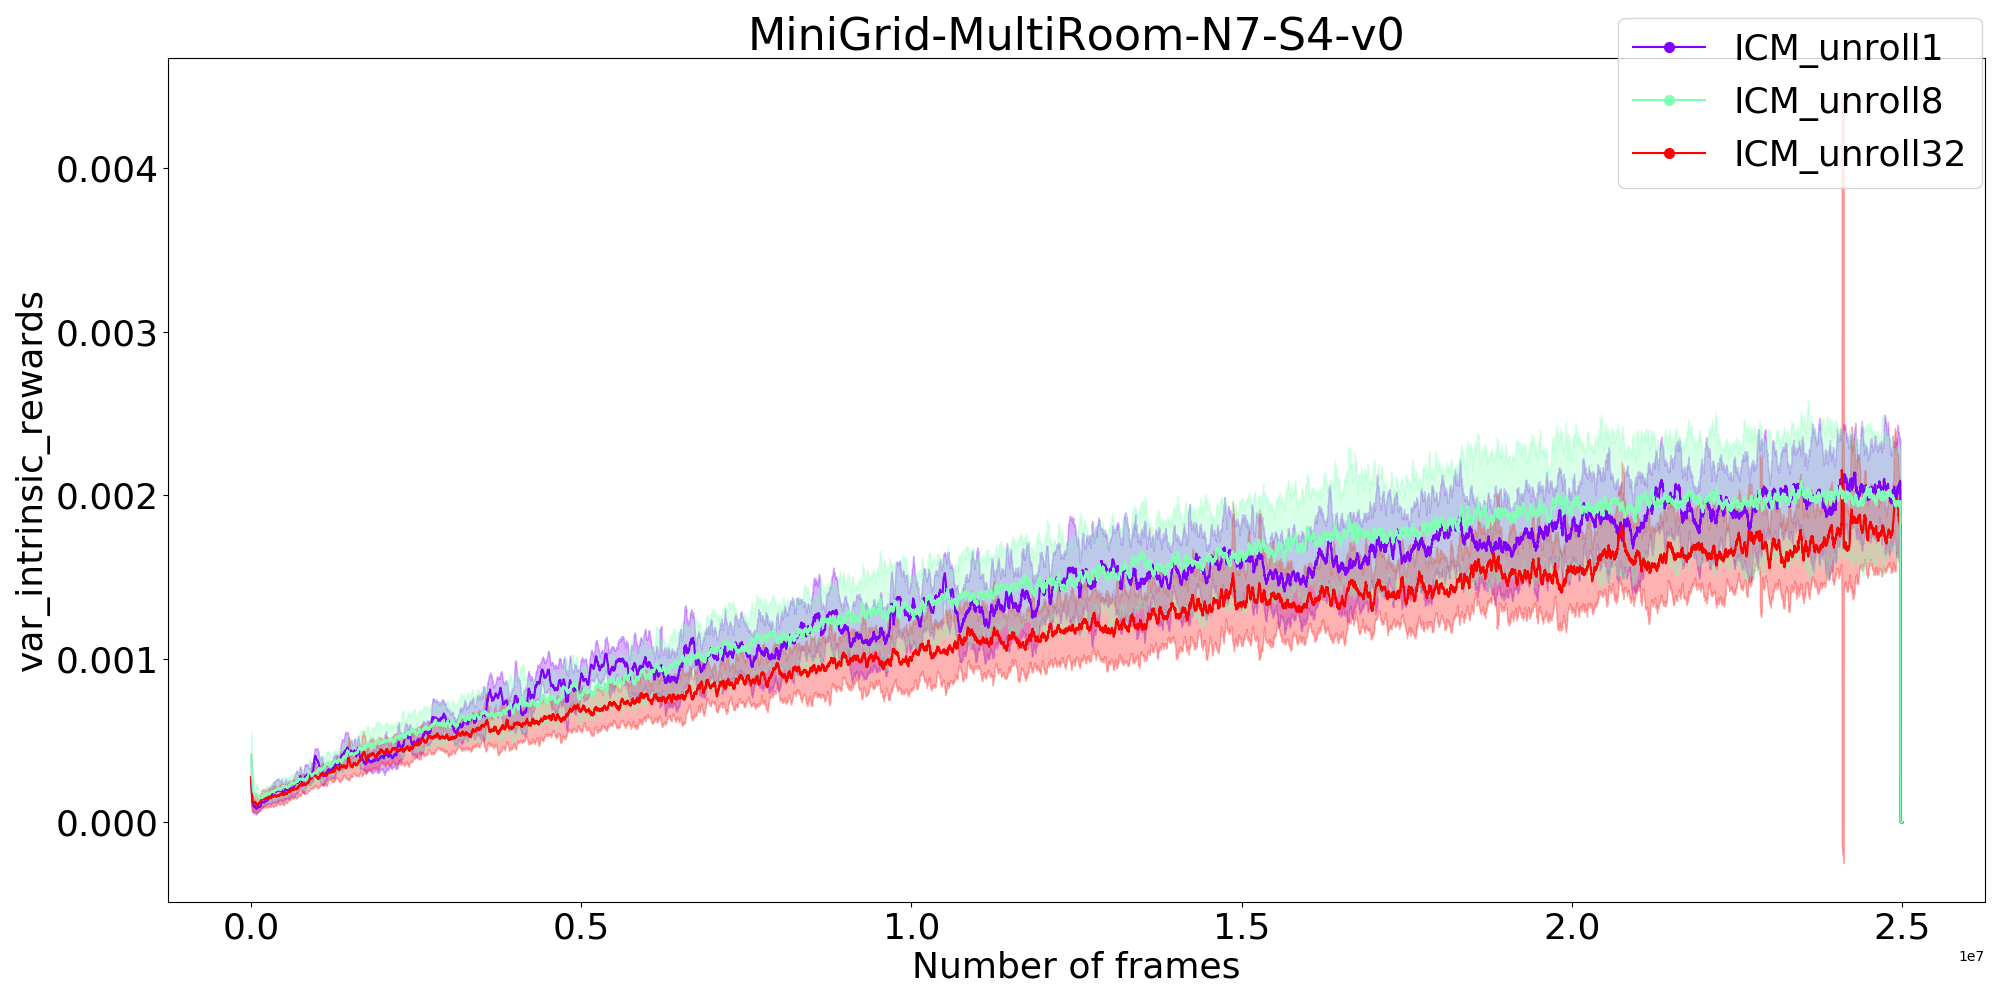 MiniGrid-MultiRoom-N7-S4-v0
ICM_unroll1
ICM_unroll8
ICM_unroll32
var_intrinsic_rewards
0.004
0.003
0.002
0.001
0.000
0.0 0.5 1.0 1.5 2.0 2.5
1e7
Number of frames